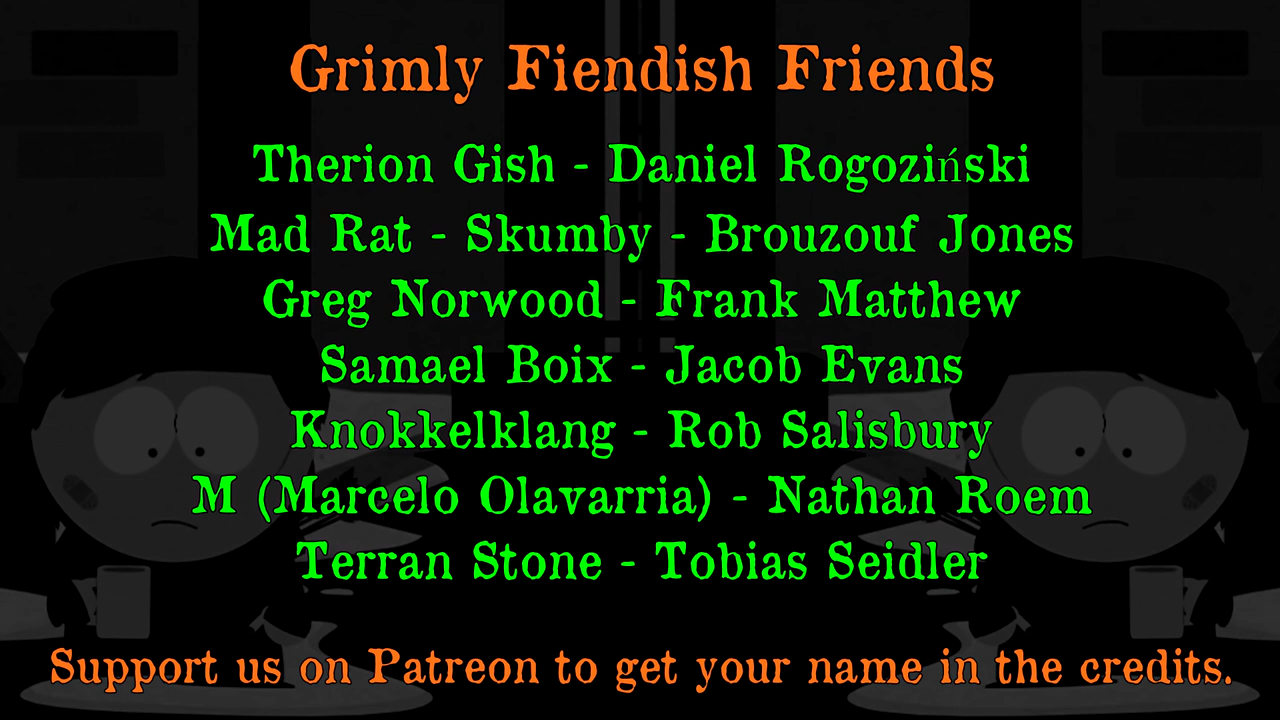 Grimly Fiendish Friends
Therion Gish - Daniel Rogoziński
Mad Rat - Skumby - Brouzouf Jones
Greg Norwood - Frank Matthew
Samael Boix - Jacob Evans
Knokkelklang - Rob Salisbury
M (Marcelo Olavarria) - Nathan Roem
Terran Stone - Tobias Seidler
Support us on Patreon to get your name in the credits.